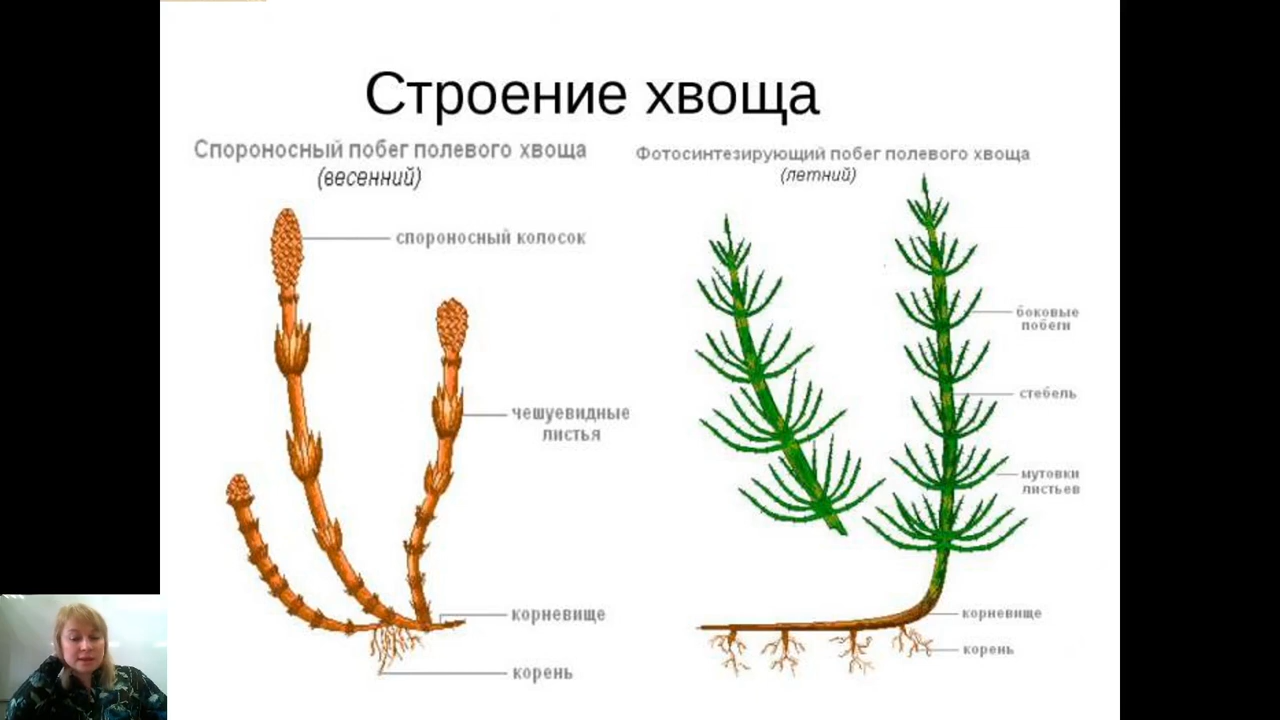 Строение хвоща
Спороносный побег полевого хвоща
(весенний)
спороносный колосок
чешуевидные
листья
корневище
корень
Фотосинтезирующий побег полевого хвоща
(летний)
боковые
побеги
стебель
мутовки
листьев
корневище
корень